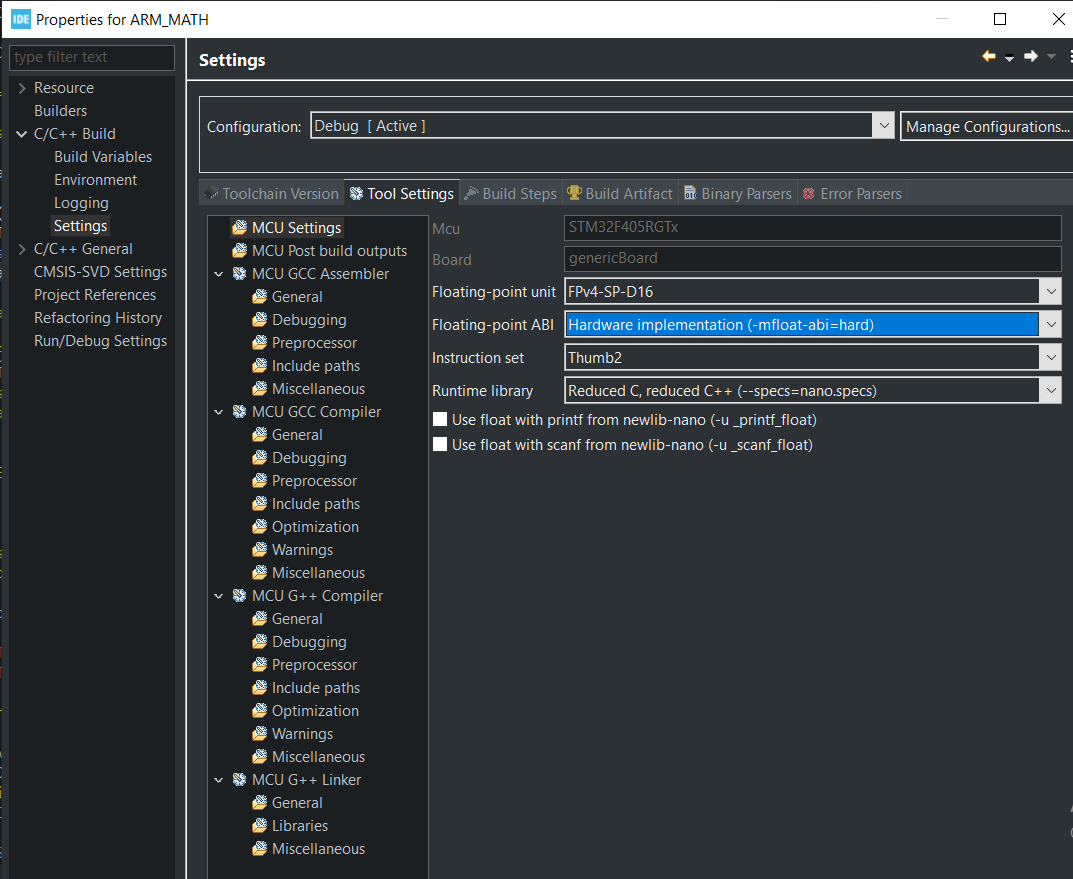 IDE Properties for ARM_MATH
type filter text
Resource
Builders
C/C++ Build
Build Variables
Environment
Logging
Settings
C/C++ General
CMSIS-SVD Settings
Project References
Refactoring History
Run/Debug Settings
Settings
Configuration: Debug [ Active ] Manage Configurations...
Toolchain Version Tool Settings Build Steps Build Artifact Binary Parsers Error Parsers
MCU Settings
MCU Post build outputs
MCU GCC Assembler
General
Debugging
Preprocessor
Include paths
Miscellaneous
MCU GCC Compiler
General
Debugging
Preprocessor
Include paths
Optimization
Warnings
Miscellaneous
MCU G++ Compiler
General
Debugging
Preprocessor
Include paths
Optimization
Warnings
Miscellaneous
MCU G++ Linker
General
Libraries
Miscellaneous
Mcu STM32F405RGTx
Board genericBoard
Floating-point unit FPv4-SP-D16
Floating-point ABI Hardware implementation (-mfloat-abi=hard)
Instruction set Thumb2
Runtime library Reduced C, reduced C++ (--specs=nano.specs)
Use float with printf from newlib-nano (-u _printf_float)
Use float with scanf from newlib-nano (-u _scanf_float)